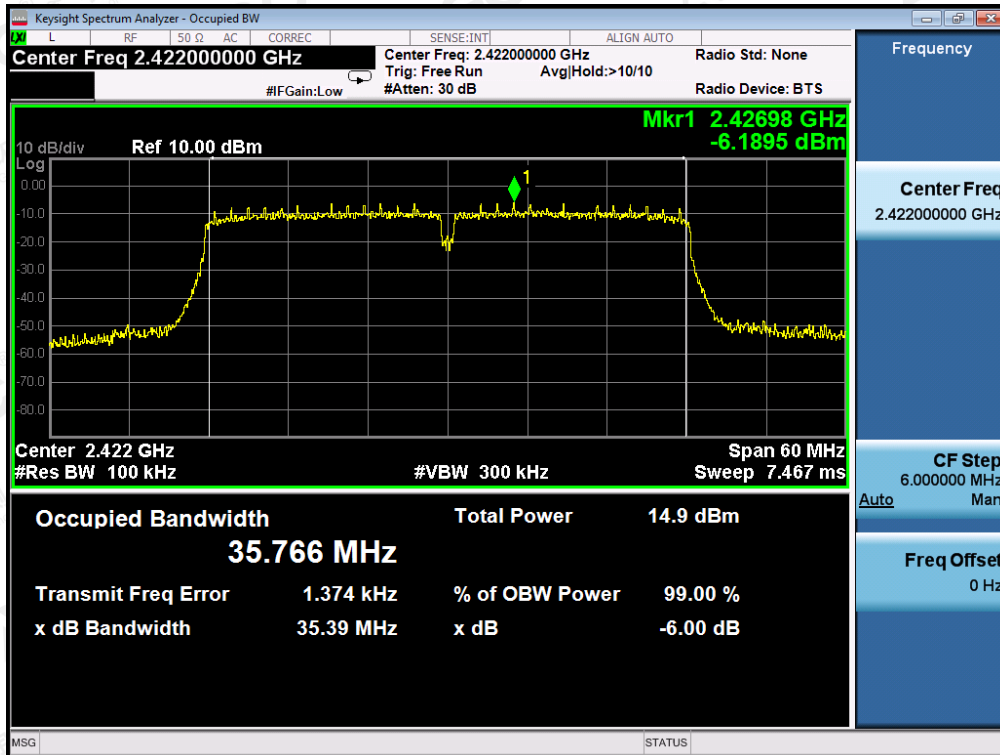 Keysight Spectrum Analyzer - Occupied BW
LXI L RF 50 Ω AC CORREC SENSE:INT ALIGN AUTO
Center Freq 2.422000000 GHz
Center Freq: 2.422000000 GHz
Radio Std: None
Trig: Free Run Avg|Hold:>10/10
#IFGain:Low
#Atten: 30 dB
Radio Device: BTS
Mkr1 2.42698 GHz
-6.1895 dBm
10 dB/div Ref 10.00 dBm
Log
1
0.00
-10.0
-20.0
-30.0
-40.0
-50.0
-60.0
-70.0
-80.0
Center 2.422 GHz Span 60 MHz
#Res BW 100 kHz #VBW 300 kHz Sweep 7.467 ms
Occupied Bandwidth Total Power 14.9 dBm
35.766 MHz
Transmit Freq Error 1.374 kHz % of OBW Power 99.00 %
x dB Bandwidth 35.39 MHz x dB -6.00 dB
MSG STATUS
Frequency
Center Freq
2.422000000 GHz
CF Step
6.000000 MHz
Auto Man
Freq Offset
0 Hz